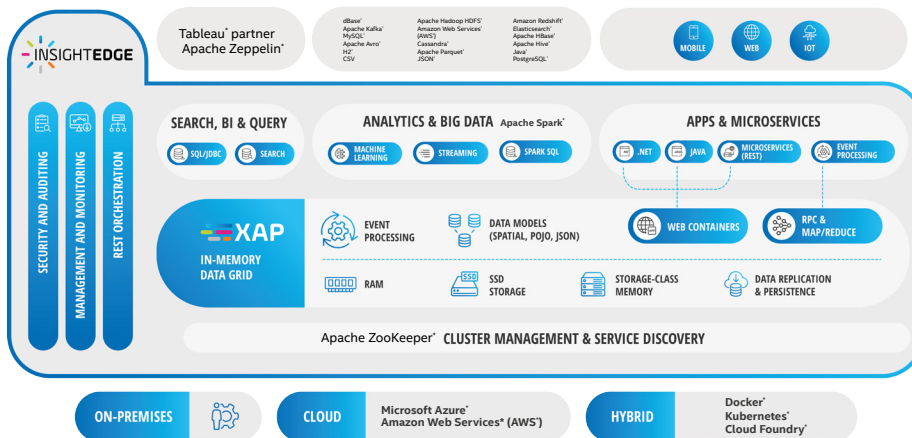 INSIGHTEDGE
Tableau* partner
Apache Zeppelin*
dBase*
Apache Kafka*
MySQL*
Apache Avro*
H2*
CSV
Apache Hadoop HDFS*
Amazon Web Services*
(AWS*)
Cassandra*
Apache Parquet*
JSON*
Amazon Redshift*
Elasticsearch*
Apache HBase*
Apache Hive*
Java*
PostgreSQL*
MOBILE
WEB
IOT
SECURITY AND AUDITING
MANAGEMENT AND MONITORING
REST ORCHESTRATION
SEARCH, BI & QUERY
SQL/JDBC
SEARCH
ANALYTICS & BIG DATA Apache Spark*
MACHINE
LEARNING
STREAMING
SPARK SQL
APPS & MICROSERVICES
.NET
JAVA
MICROSERVICES
(REST)
EVENT
PROCESSING
XAP
IN-MEMORY
DATA GRID
EVENT
PROCESSING
DATA MODELS
(SPATIAL, POJO, JSON)
WEB CONTAINERS
RPC &
MAP/REDUCE
RAM
SSD
SSD
STORAGE
STORAGE-CLASS
MEMORY
DATA REPLICATION
& PERSISTENCE
Apache ZooKeeper* CLUSTER MANAGEMENT & SERVICE DISCOVERY
ON-PREMISES
CLOUD
Microsoft Azure*
Amazon Web Services* (AWS*)
HYBRID
Docker*
Kubernetes*
Cloud Foundry*